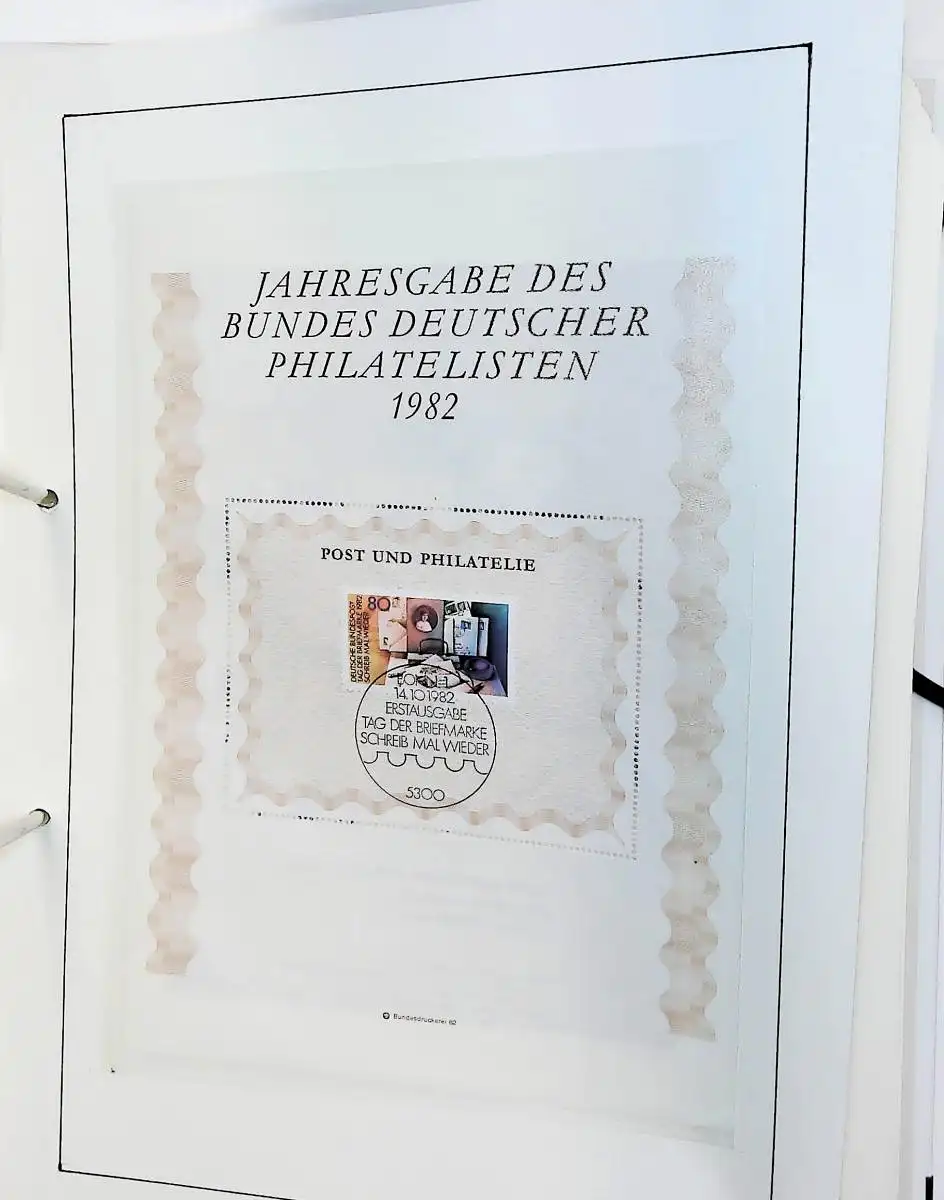 JAHRESGABE DES
BUNDES DEUTSCHER
PHILATELISTEN
1982
POST UND PHILATELIE
80
DEUTSCHE BUNDESPOST
TAG DER BRIEFMARKE 1982
SCHREIB MAL WIEDER
BONN 1
14.10.1982
ERSTAUSGABE
TAG DER BRIEFMARKE
SCHREIB MAL WIEDER
5300
Bundesdruckerei 82